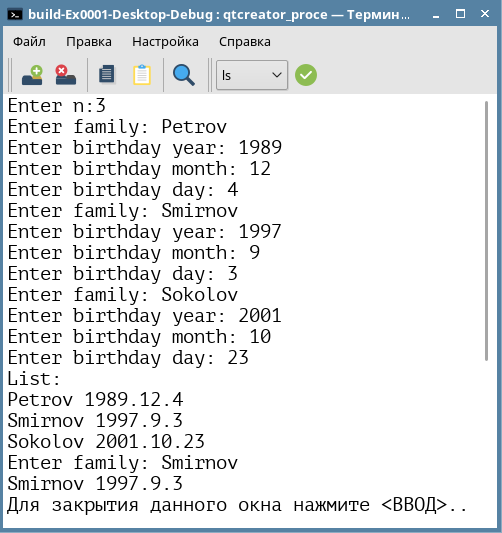 build-Ex0001-Desktop-Debug : qtcreator_proce — Термин...
Файл Правка Настройка Справка
ls
Enter n:3
Enter family: Petrov
Enter birthday year: 1989
Enter birthday month: 12
Enter birthday day: 4
Enter family: Smirnov
Enter birthday year: 1997
Enter birthday month: 9
Enter birthday day: 3
Enter family: Sokolov
Enter birthday year: 2001
Enter birthday month: 10
Enter birthday day: 23
List:
Petrov 1989.12.4
Smirnov 1997.9.3
Sokolov 2001.10.23
Enter family: Smirnov
Smirnov 1997.9.3
Для закрытия данного окна нажмите <ВВОД>..